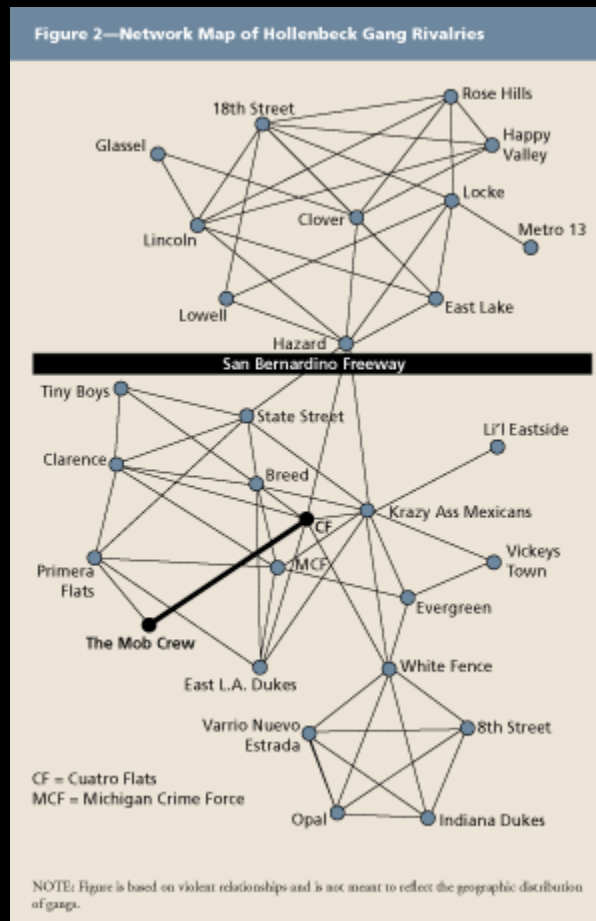 Figure 2—Network Map of Hollenbeck Gang Rivalries
Rose Hills
18th Street
Glassel
Happy
Valley
Locke
Clover
Lincoln
Metro 13
Lowell
East Lake
Hazard
San Bernardino Freeway
Tiny Boys
State Street
Li'l Eastside
Clarence
Breed
Krazy Ass Mexicans
CF
Vickeys
Town
MCF
Primera
Flats
Evergreen
The Mob Crew
White Fence
East L.A. Dukes
Varrio Nuevo
Estrada
8th Street
CF = Cuatro Flats
MCF = Michigan Crime Force
Opal
Indiana Dukes
NOTE: Figure is based on violent relationships and is not meant to reflect the geographic distribution
of gangs.